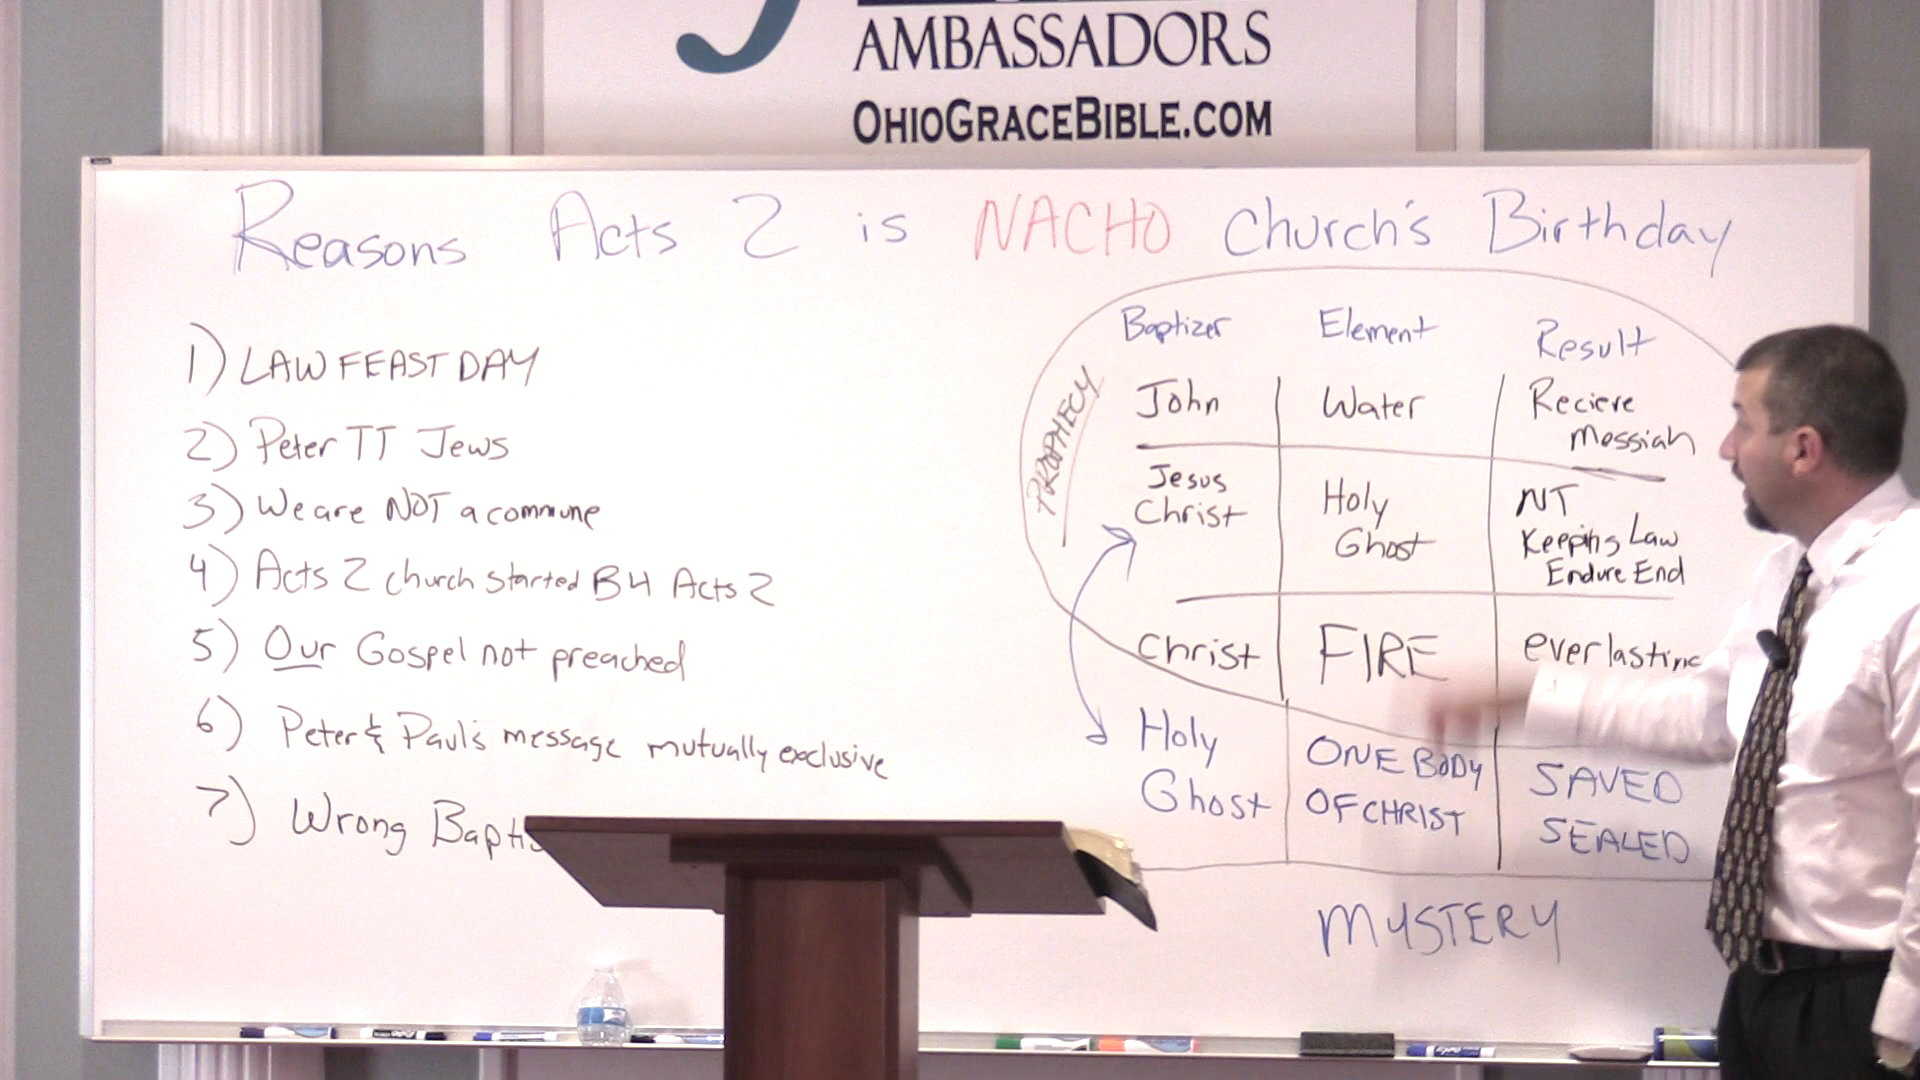 AMBASSADORS
OHIOGRACEBIBLE.COM
Reasons Acts 2 is NACHO Church's Birthday
1) LAW FEAST DAY
2) Peter TT Jews
3) We are NOT a commune
4) Acts 2 church started B4 Acts 2
5) Our Gospel not preached
6) Peter & Paul's message mutually exclusive
7) Wrong Baptis
PROPHECY
Baptizer Element Result
John Water Recieve
Messiah
Jesus
Christ
Holy
Ghost
NT
Keeping Law
Endure End
Christ FIRE everlasting
Holy
Ghost
ONE BODY
OF CHRIST
SAVED
SEALED
MYSTERY